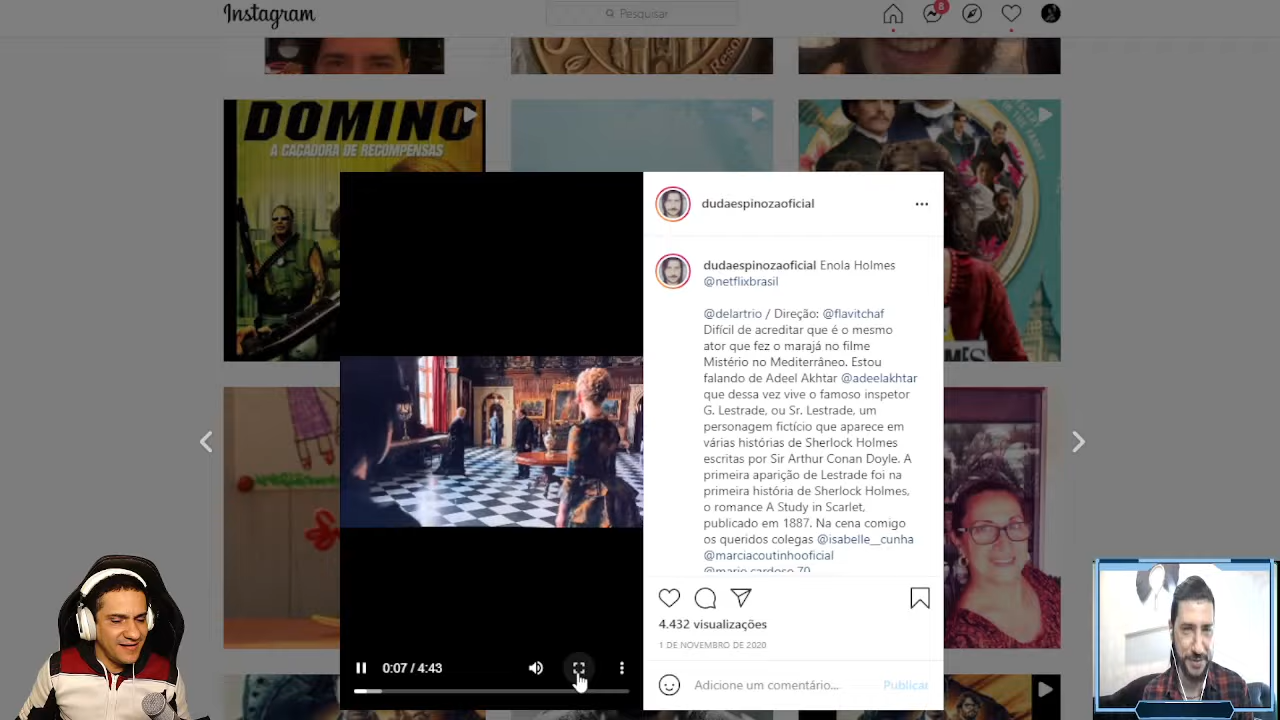 Instagram
Pesquisar
8
DOMINO
A CAÇADORA DE RECOMPENSAS
dudaespinozaoficial
dudaespinozaoficial Enola Holmes
@netflixbrasil
@delartrio / Direção: @flavitchaf
Difícil de acreditar que é o mesmo
ator que fez o marajá no filme
Mistério no Mediterrâneo. Estou
falando de Adeel Akhtar @adeelakhtar
que dessa vez vive o famoso inspetor
G. Lestrade, ou Sr. Lestrade, um
personagem fictício que aparece em
várias histórias de Sherlock Holmes
escritas por Sir Arthur Conan Doyle. A
primeira aparição de Lestrade foi na
primeira história de Sherlock Holmes,
o romance A Study in Scarlet,
publicado em 1887. Na cena comigo
os queridos colegas @isabelle__cunha
@marciacoutinhooficial
@mario.cardoso.70
4.432 visualizações
1 DE NOVEMBRO DE 2020
0:07 / 4:43
Adicione um comentário...
Publicar